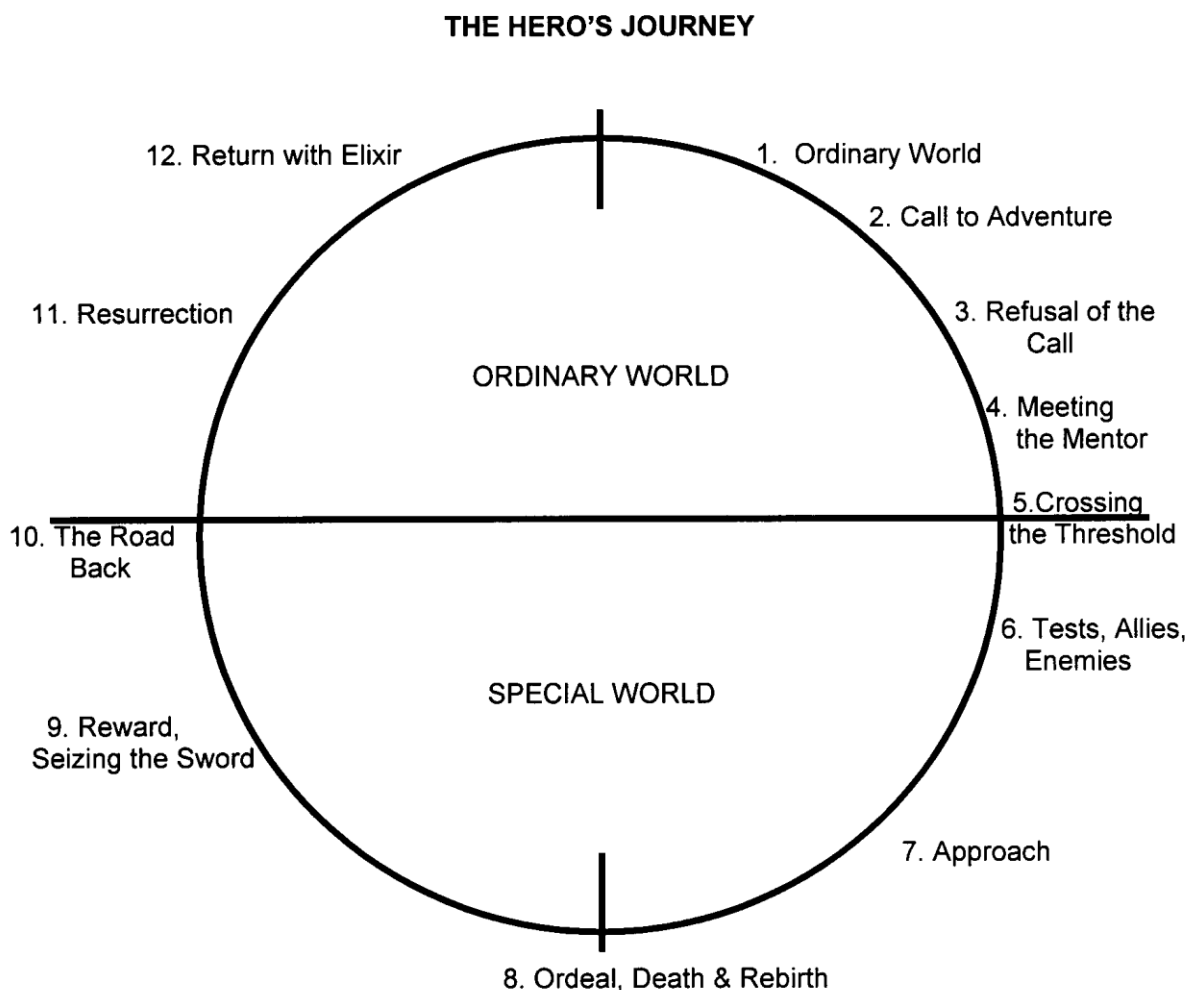 THE HERO'S JOURNEY
12. Return with Elixir
1. Ordinary World
2. Call to Adventure
11. Resurrection
3. Refusal of the
Call
ORDINARY WORLD
4. Meeting
the Mentor
5.Crossing
the Threshold
10. The Road
Back
6. Tests, Allies,
Enemies
SPECIAL WORLD
9. Reward,
Seizing the Sword
7. Approach
8. Ordeal, Death & Rebirth